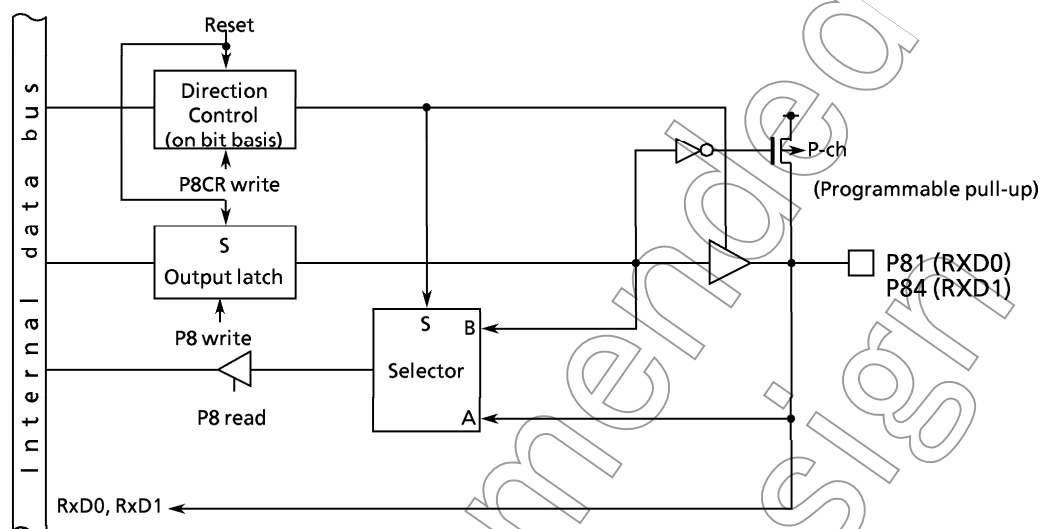 Reset
Internal data bus
Direction
Control
(on bit basis)
P8CR write
P-ch
(Programmable pull-up)
S
Output latch
P81 (RXD0)
P84 (RXD1)
P8 write
S
B
Selector
A
P8 read
RxD0, RxD1